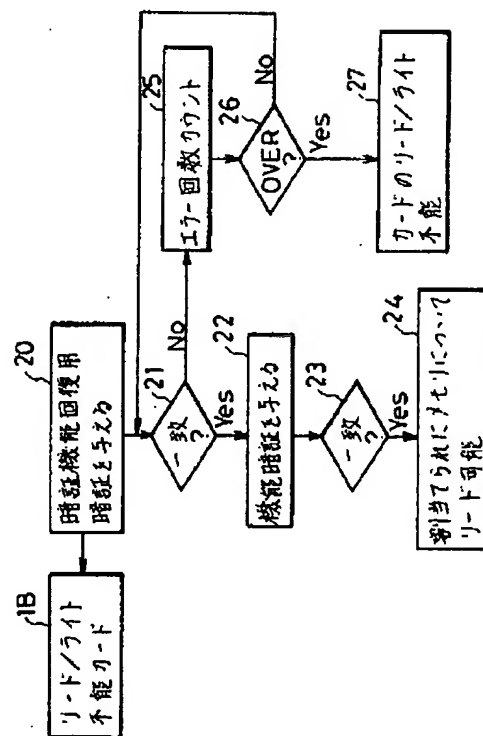 1B
リード/ライト
不能カード
20
暗証機能回復用
暗証を与える
21
一致
?
No
Yes
25
エラー回数カウント
26
OVER
?
No
Yes
27
カードのリード/ライト
不能
22
機能暗証を与える
23
一致
?
Yes
24
割当てられたメモリについて
リード可能